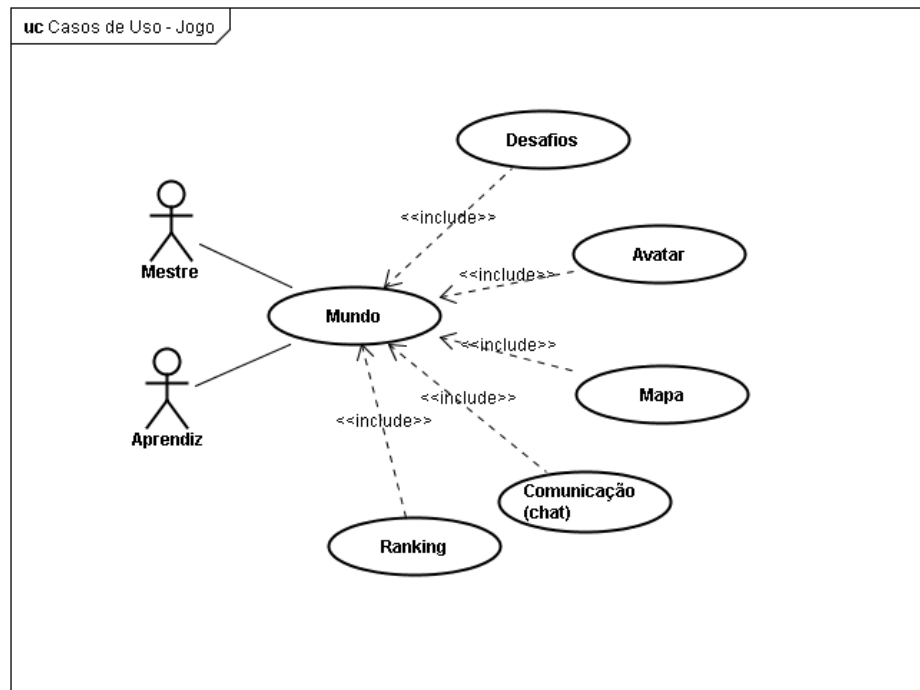 uc Casos de Uso - Jogo
Desafios
<<include>>
Mestre
Avatar
<<include>>
Mundo
<<include>>
Aprendiz
Mapa
<<include>>
<<include>>
Comunicação
(chat)
Ranking